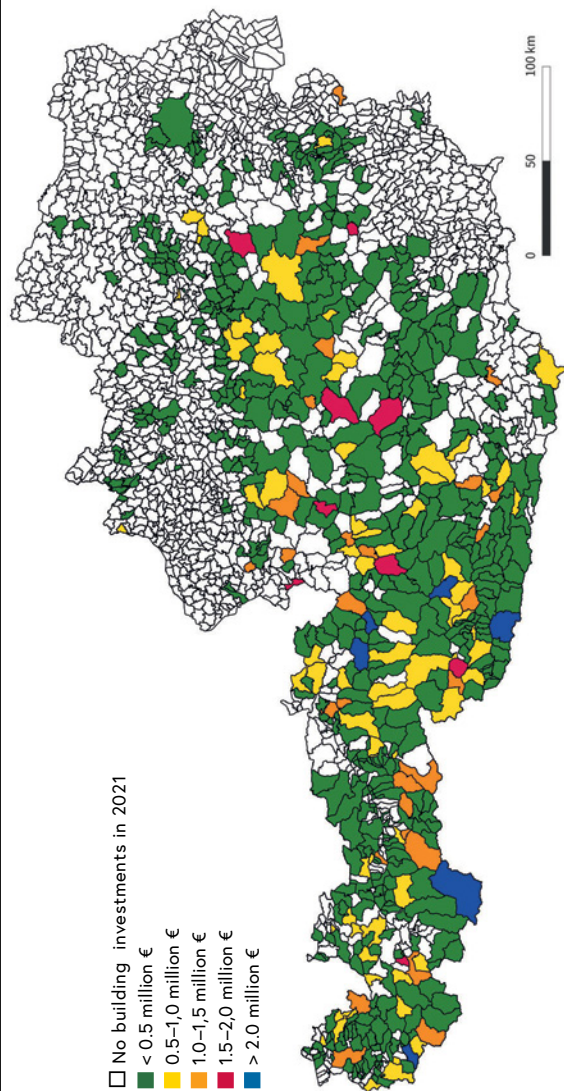 No building investments in 2021
< 0.5 million €
0.5–1,0 million €
1.0–1,5 million €
1.5–2,0 million €
> 2.0 million €
0 50 100 km